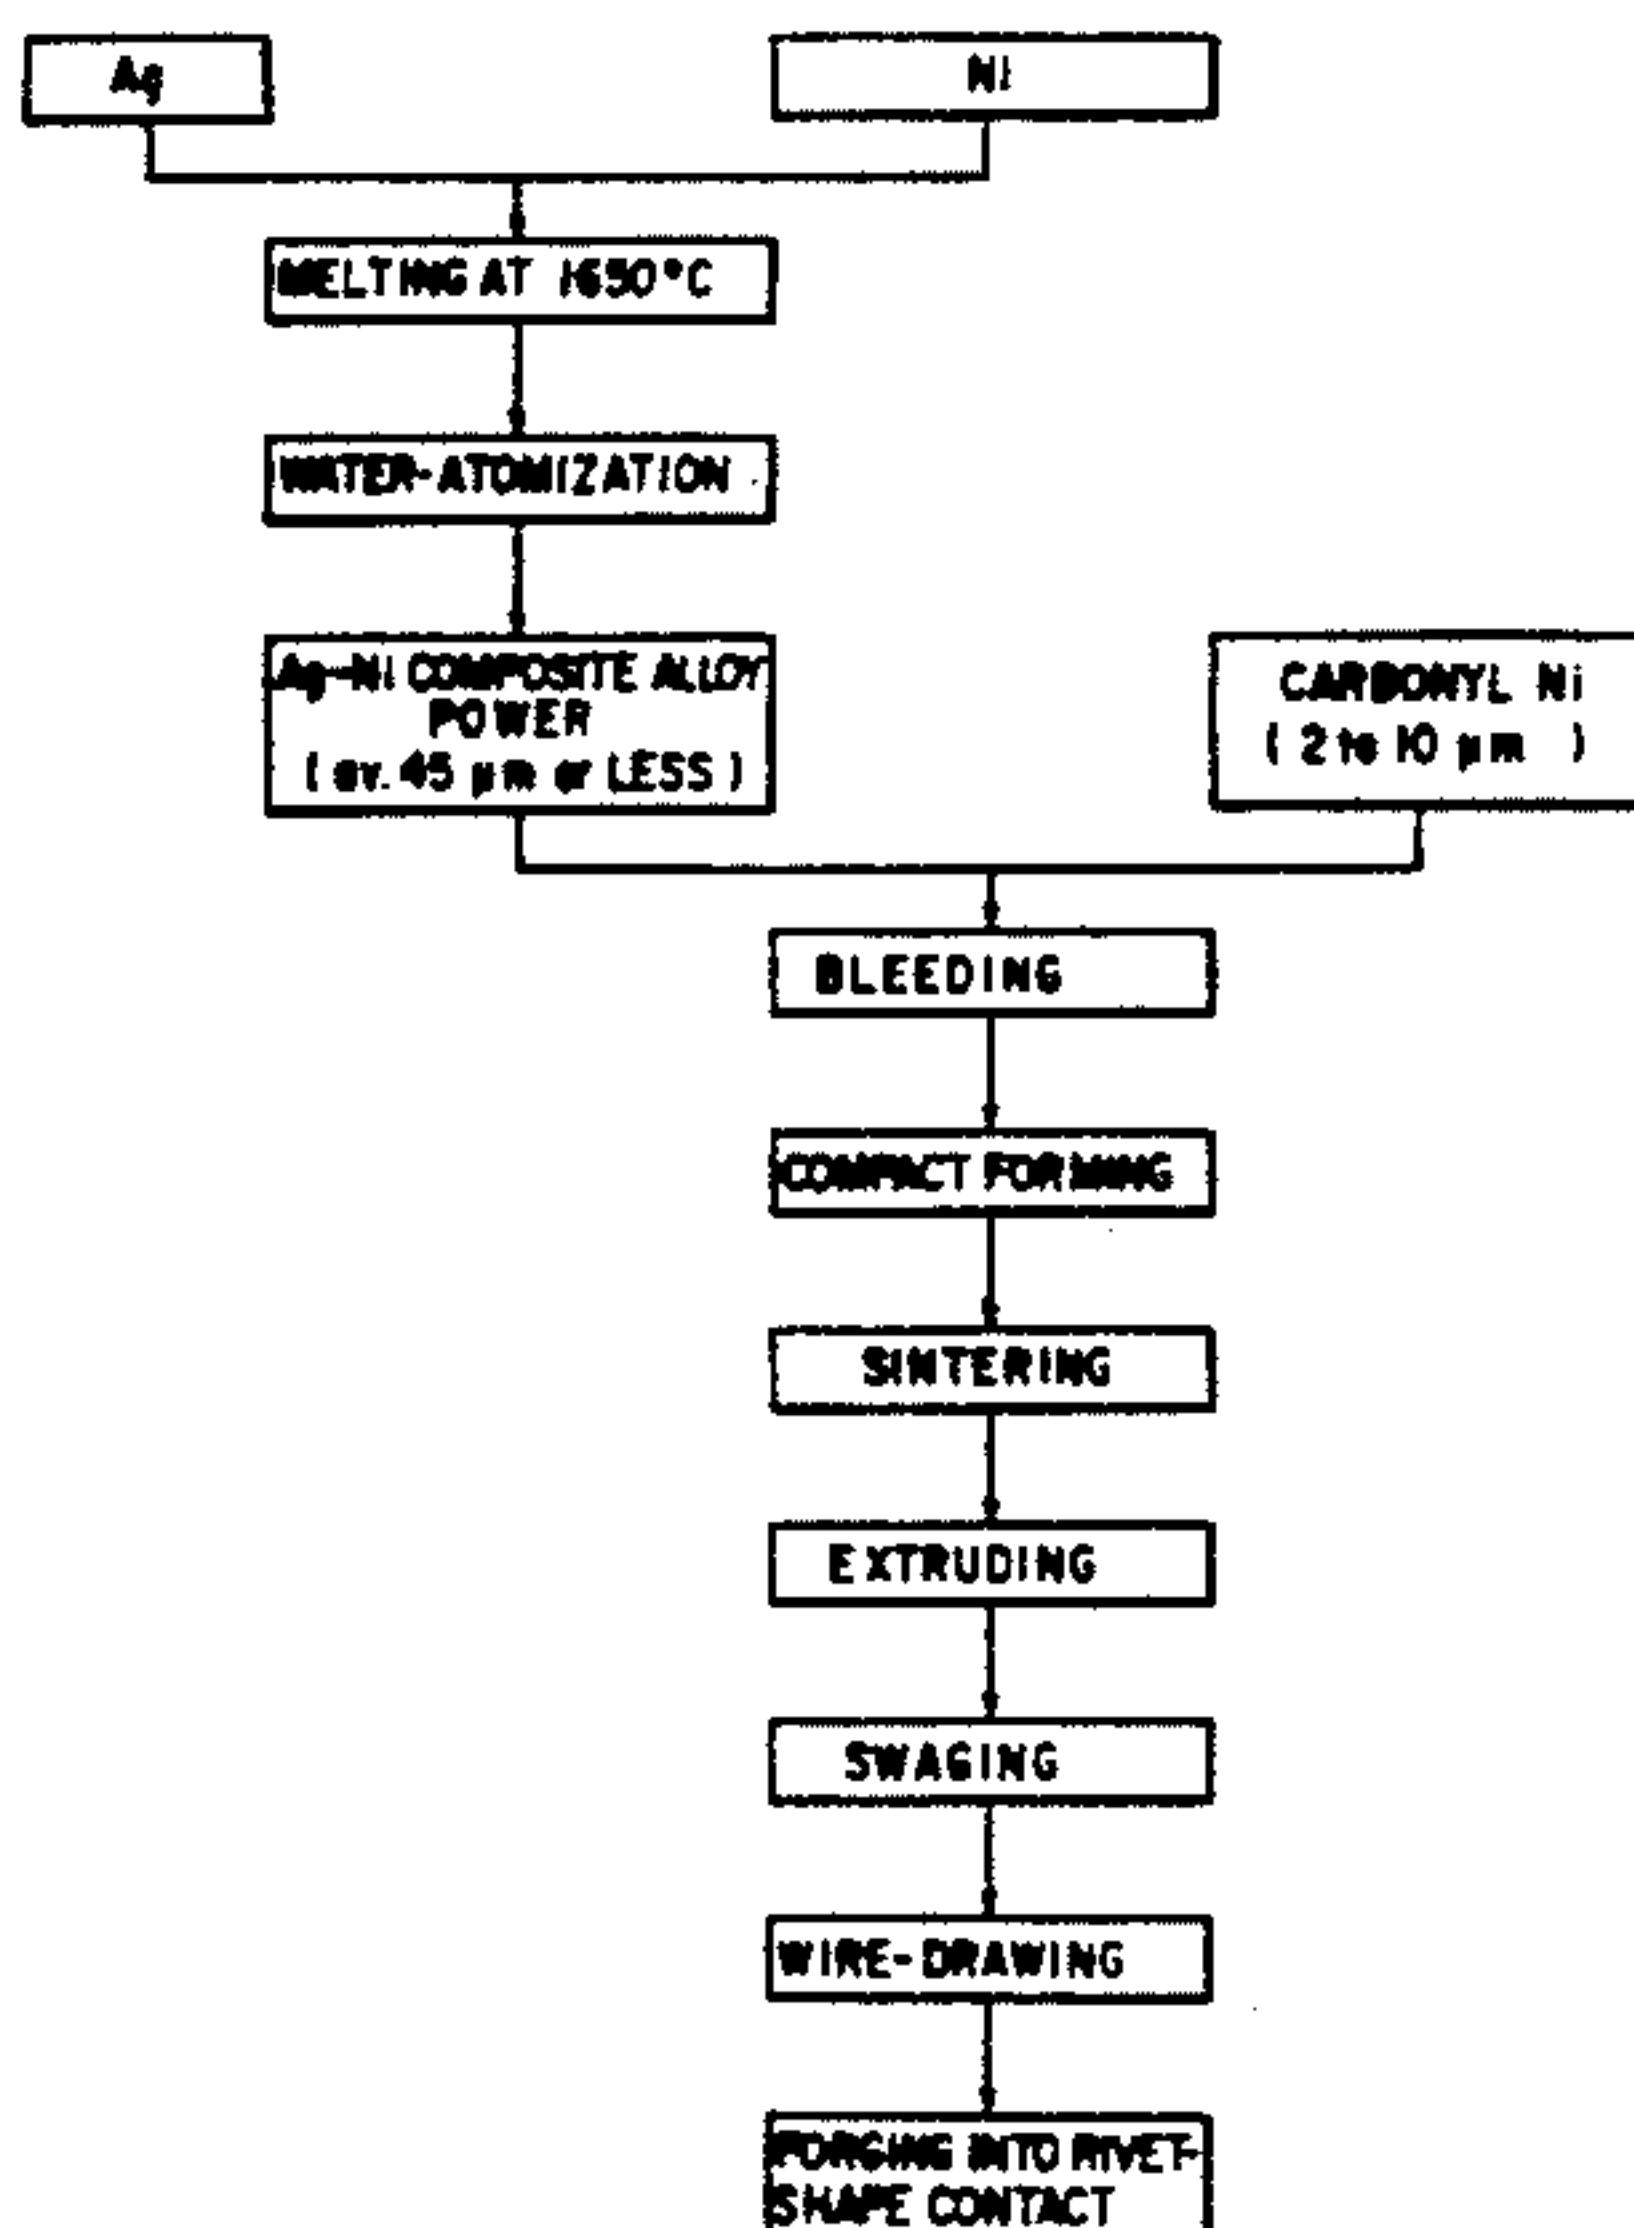 Ag
Ni
MELTING AT 1650°C
WATER-ATOMIZATION
Ag-Ni COMPOSITE ALLOY
POWER
( av. 45 µm or LESS )
CARBONYL Ni
( 2 to 10 µm )
BLEEDING
COMPACT FORMING
SINTERING
EXTRUDING
SWAGING
WIRE-DRAWING
FORGING INTO RIVET-
SHAPE CONTACT